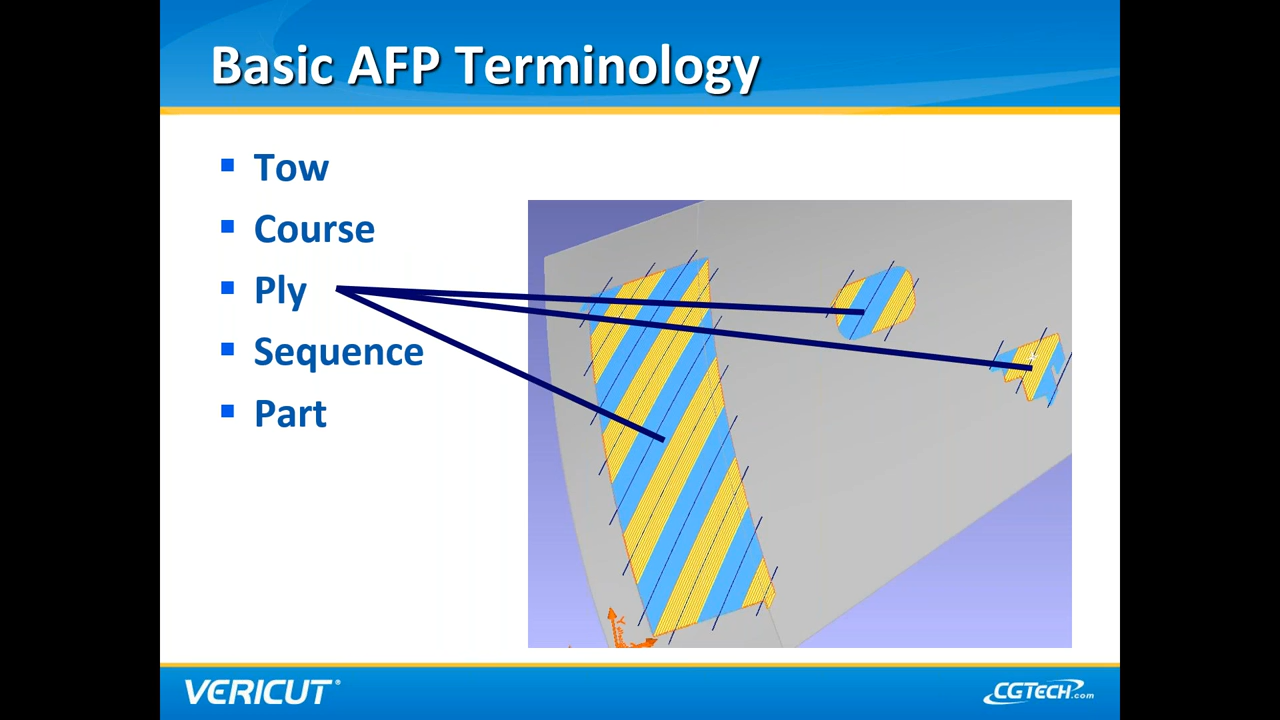 Basic AFP Terminology
Tow
Course
Ply
Sequence
Part
VERICUT®
CGTECH.com